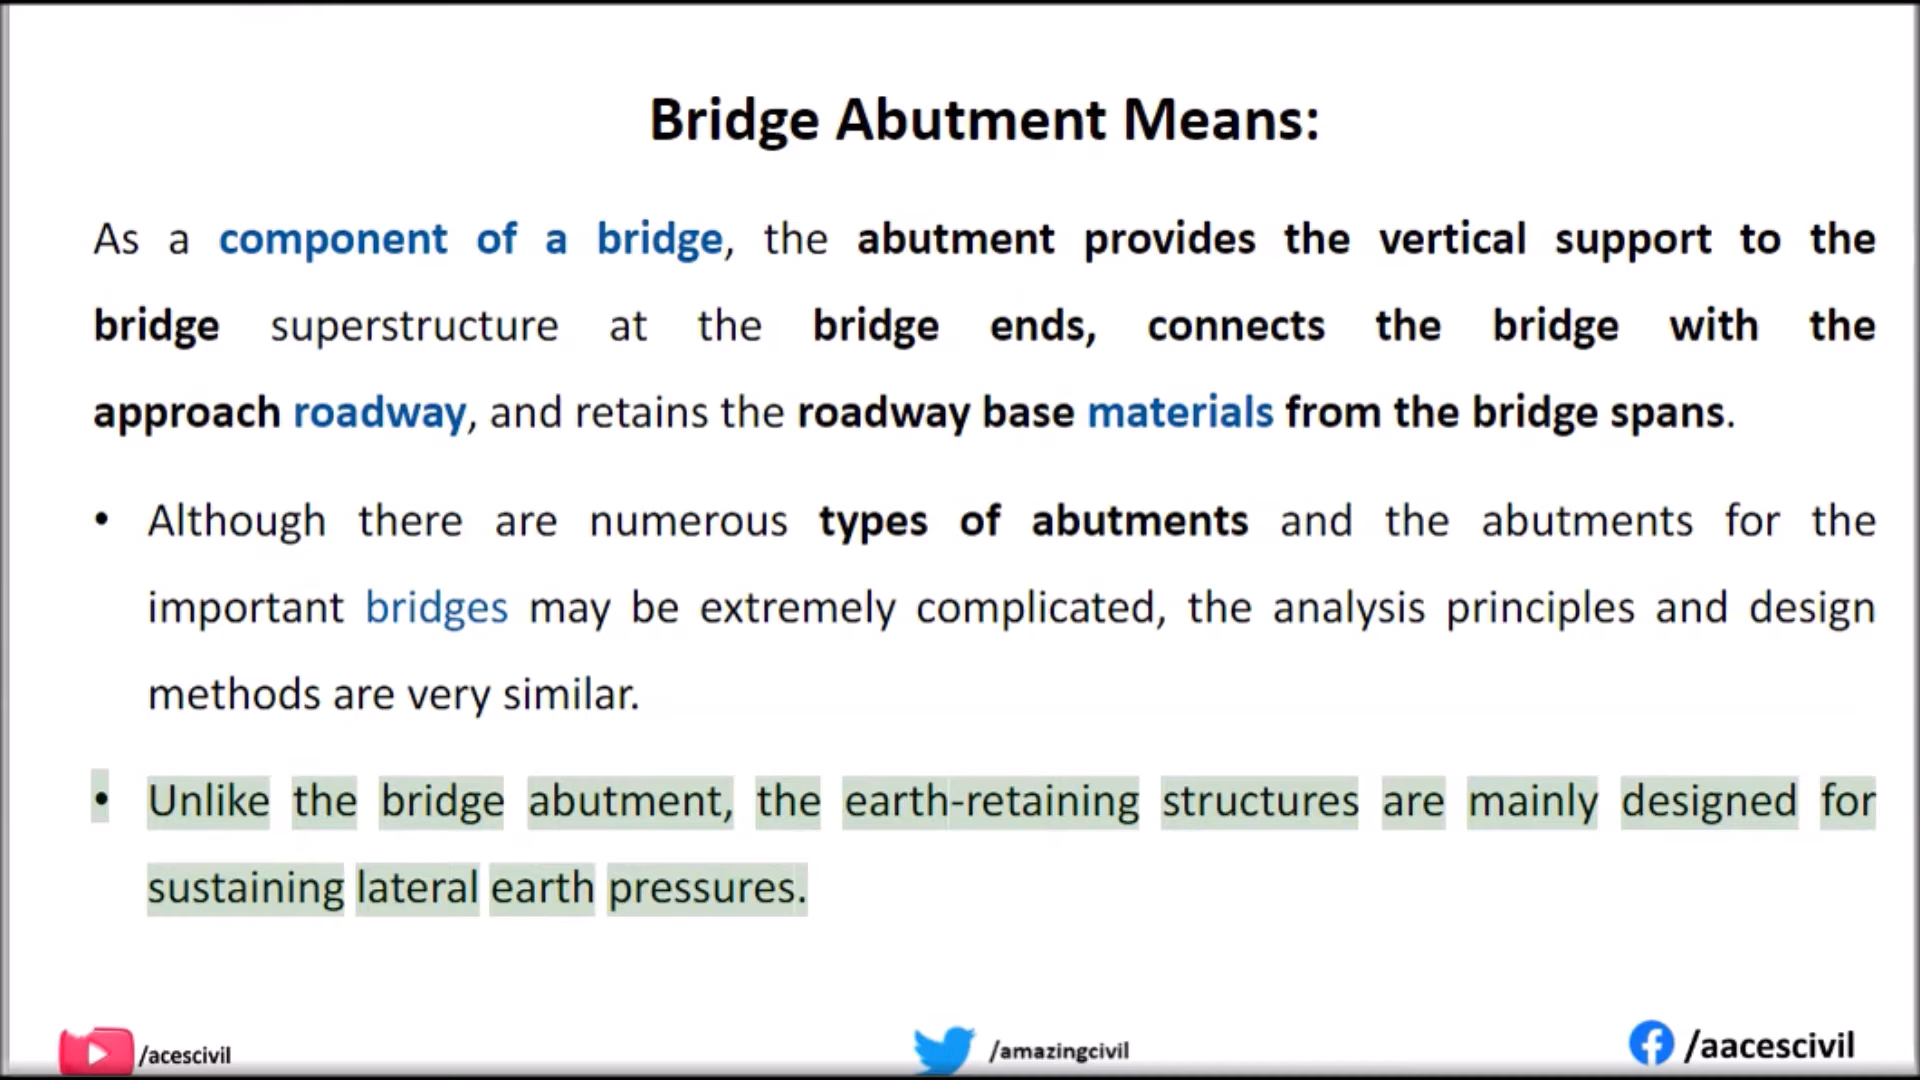 Bridge Abutment Means:
As a component of a bridge, the abutment provides the vertical support to the
bridge superstructure at the bridge ends, connects the bridge with the
approach roadway, and retains the roadway base materials from the bridge spans.
• Although there are numerous types of abutments and the abutments for the
important bridges may be extremely complicated, the analysis principles and design
methods are very similar.
• Unlike the bridge abutment, the earth-retaining structures are mainly designed for
sustaining lateral earth pressures.
/acescivil
/amazingcivil
/aacescivil